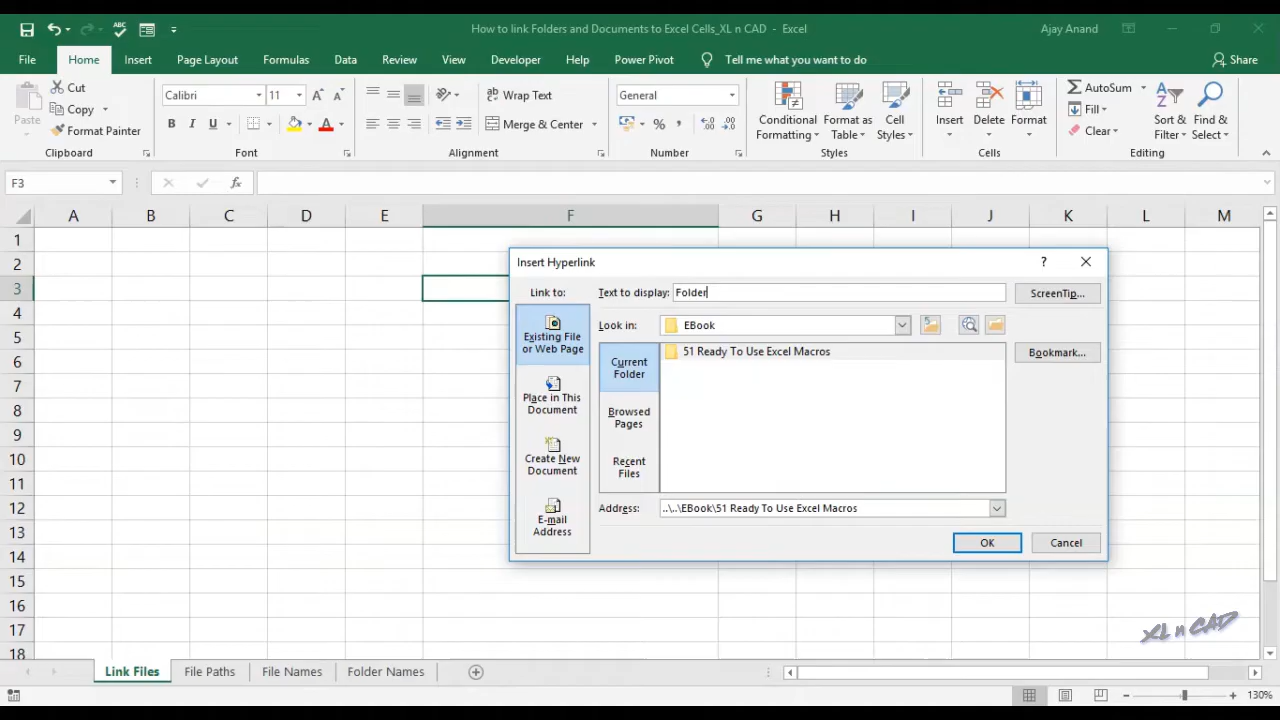 How to link Folders and Documents to Excel Cells_XL n CAD - Excel
Ajay Anand
File Home Insert Page Layout Formulas Data Review View Developer Help Power Pivot Tell me what you want to do Share
Paste
Cut
Copy
Format Painter
Clipboard
Calibri 11
B I U
Font
Wrap Text
Merge & Center
Alignment
General
%
Number
Conditional Formatting
Format as Table
Cell Styles
Styles
Insert
Delete
Format
Cells
AutoSum
Fill
Clear
Sort & Filter
Find & Select
Editing
F3 fx
A B C D E F G H I J K L M
1
2
3
4
5
6
7
8
9
10
11
12
13
14
15
16
17
18
Insert Hyperlink ?
Link to:
Text to display: Folder
ScreenTip...
Existing File
or Web Page
Place in This
Document
Create New
Document
E-mail
Address
Look in: EBook
Current
Folder
Browsed
Pages
Recent
Files
51 Ready To Use Excel Macros
Bookmark...
Address: ..\..\EBook\51 Ready To Use Excel Macros
OK Cancel
XL n CAD
Link Files File Paths File Names Folder Names
130%